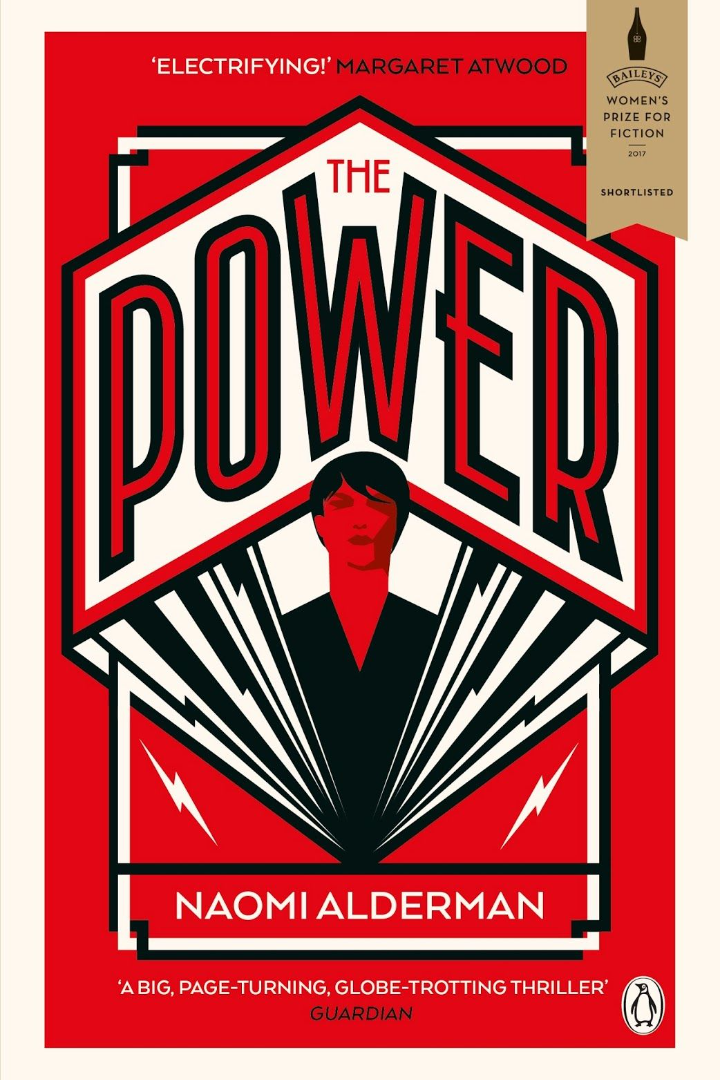 ‘ELECTRIFYING!’ MARGARET ATWOOD
BAILEYS
WOMEN'S
PRIZE FOR
FICTION
2017
SHORTLISTED
THE
POWER
NAOMI ALDERMAN
‘A BIG, PAGE-TURNING, GLOBE-TROTTING THRILLER’
GUARDIAN